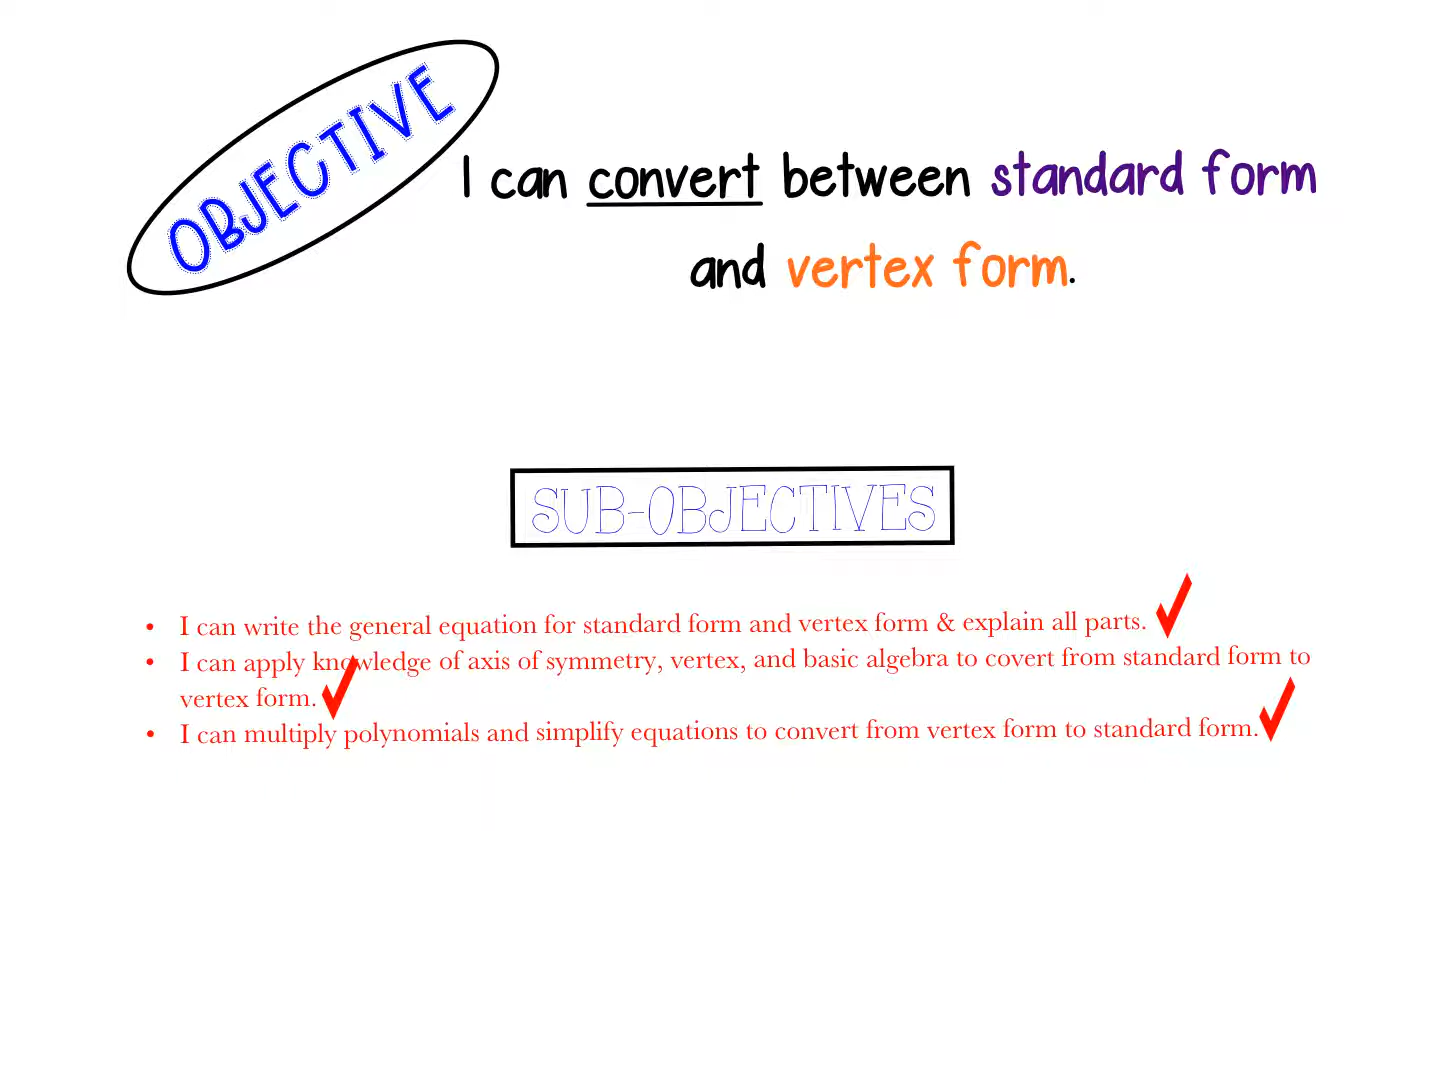 OBJECTIVE
I can convert between standard form
and vertex form.
SUB-OBJECTIVES
• I can write the general equation for standard form and vertex form & explain all parts.
• I can apply knowledge of axis of symmetry, vertex, and basic algebra to covert from standard form to
vertex form.
• I can multiply polynomials and simplify equations to convert from vertex form to standard form.